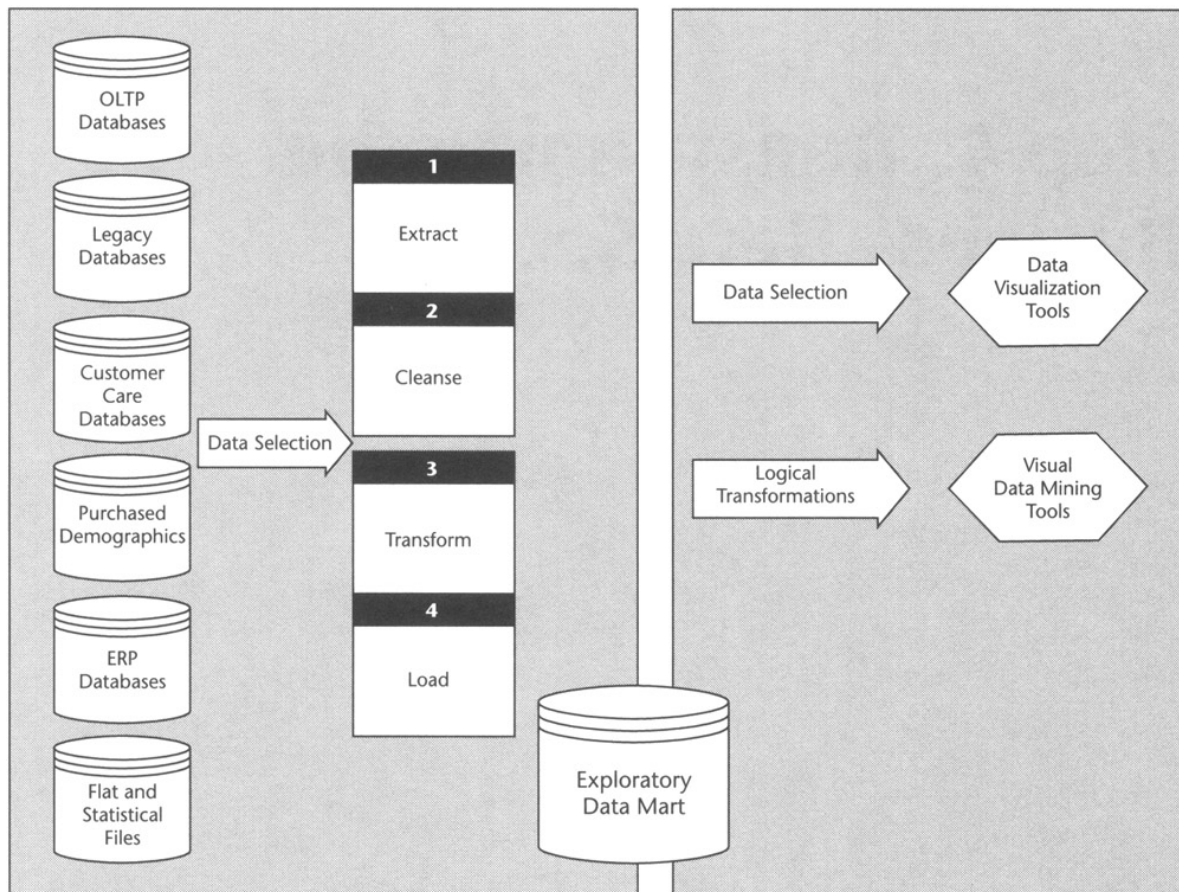 OLTP
Databases
Legacy
Databases
Customer
Care
Databases
Purchased
Demographics
ERP
Databases
Flat and
Statistical
Files
Data Selection
1
Extract
2
Cleanse
3
Transform
4
Load
Exploratory
Data Mart
Data Selection
Data
Visualization
Tools
Logical
Transformations
Visual
Data Mining
Tools